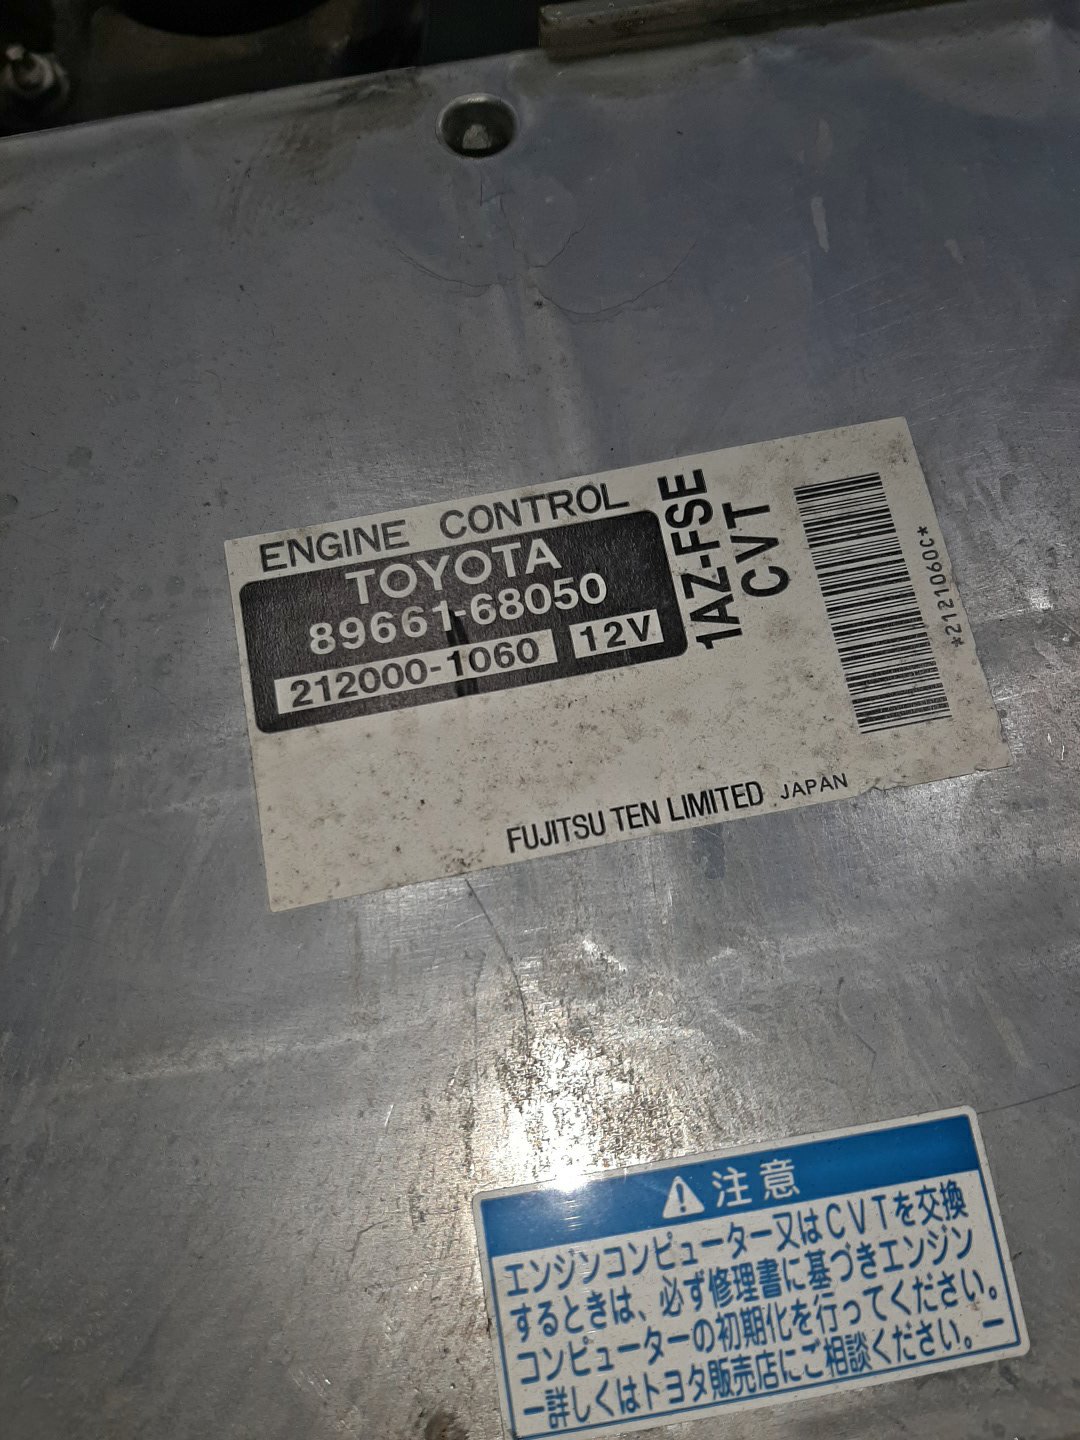 ENGINE CONTROL
TOYOTA
89661-68050
212000-1060 12V
1AZ-FSE
CVT
*2121060C*
FUJITSU TEN LIMITED JAPAN
注意
エンジンコンピューター又はCVTを交換
するときは、必ず修理書に基づきエンジン
コンピューターの初期化を行ってください。
ー詳しくはトヨタ販売店にご相談ください。ー